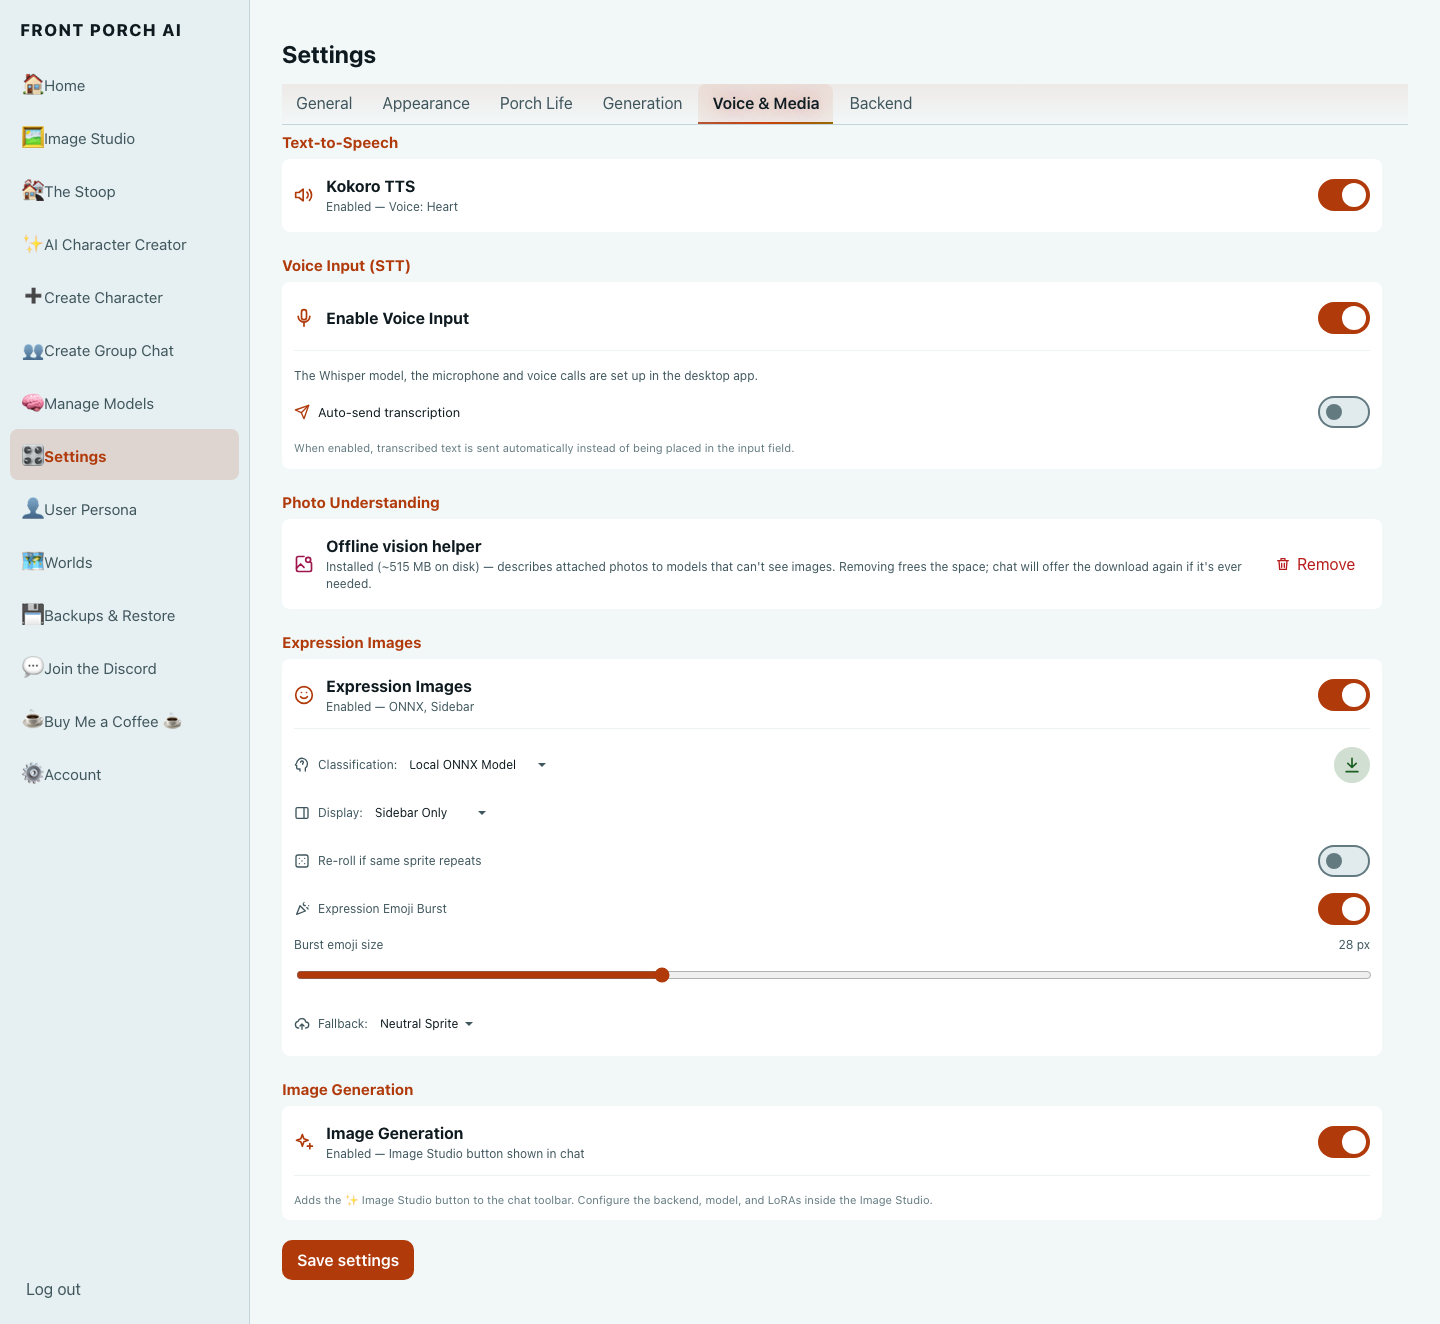 FRONT PORCH AI
Home
Image Studio
The Stoop
AI Character Creator
Create Character
Create Group Chat
Manage Models
Settings
User Persona
Worlds
Backups & Restore
Join the Discord
Buy Me a Coffee ☕
Account
Log out
Settings
General
Appearance
Porch Life
Generation
Voice & Media
Backend
Text-to-Speech
Kokoro TTS
Enabled — Voice: Heart
Voice Input (STT)
Enable Voice Input
The Whisper model, the microphone and voice calls are set up in the desktop app.
Auto-send transcription
When enabled, transcribed text is sent automatically instead of being placed in the input field.
Photo Understanding
Offline vision helper
Installed (~515 MB on disk) — describes attached photos to models that can't see images. Removing frees the space; chat will offer the download again if it's ever
needed.
Remove
Expression Images
Expression Images
Enabled — ONNX, Sidebar
Classification: Local ONNX Model
Display: Sidebar Only
Re-roll if same sprite repeats
Expression Emoji Burst
Burst emoji size 28 px
Fallback: Neutral Sprite
Image Generation
Image Generation
Enabled — Image Studio button shown in chat
Adds the ✨ Image Studio button to the chat toolbar. Configure the backend, model, and LoRAs inside the Image Studio.
Save settings